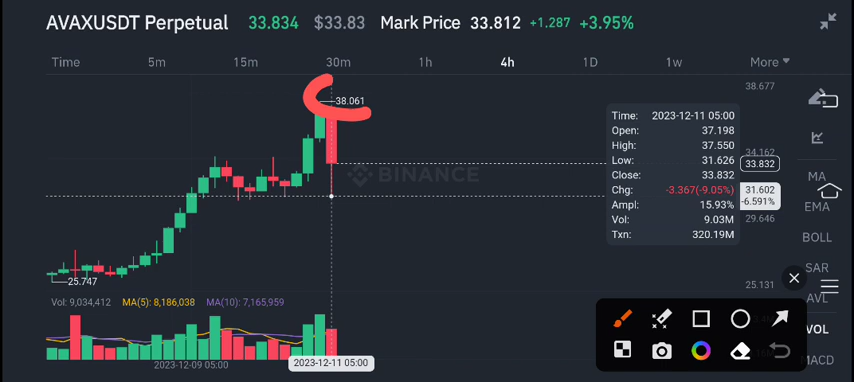 AVAXUSDT Perpetual 33.834 $33.83 Mark Price 33.812 +1.287 +3.95%
Time 5m 15m 30m 1h 4h 1D 1w More
38.677
38.061
Time: 2023-12-11 05:00
Open: 37.198
High: 37.550
Low: 31.626
Close: 33.832
Chg: -3.367(-9.05%)
Ampl: 15.93%
Vol: 9.03M
Txn: 320.19M
34.162
33.832
31.602
-6.591%
29.646
25.131
BINANCE
25.747
MA
EMA
BOLL
SAR
AVL
VOL
MACD
Vol: 9,034,412 MA(5): 8,186,038 MA(10): 7,165,959
2023-12-09 05:00 2023-12-11 05:00